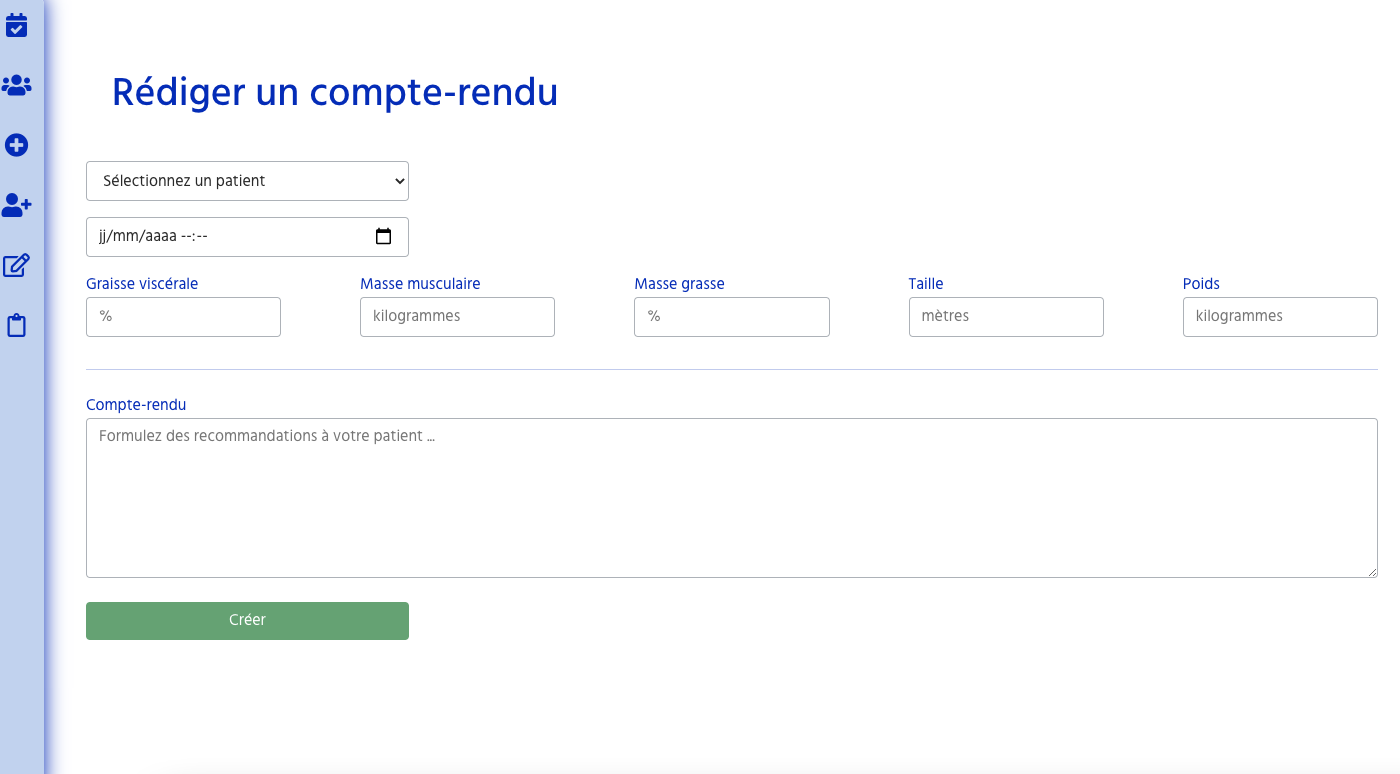 Rédiger un compte-rendu
Sélectionnez un patient
jj/mm/aaaa --:--
Graisse viscérale Masse musculaire Masse grasse Taille Poids
% kilogrammes % mètres kilogrammes
Compte-rendu
Formulez des recommandations à votre patient ...
Créer